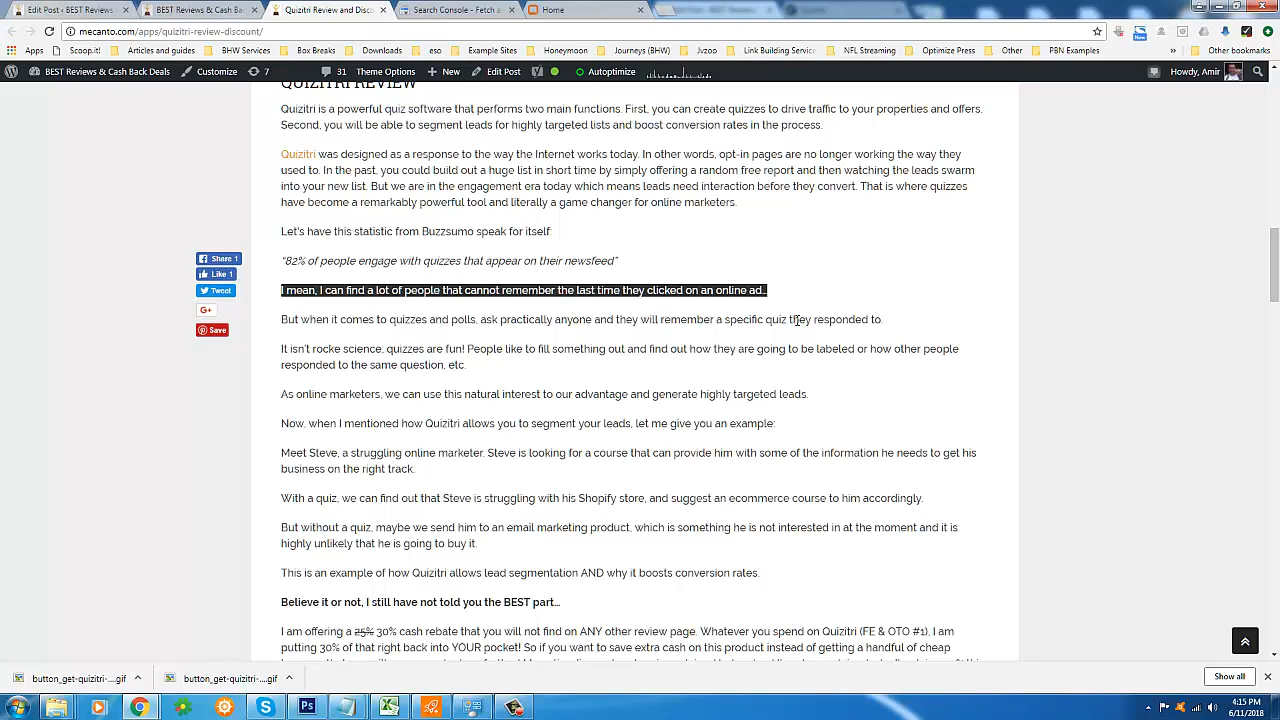 Edit Post ‹ BEST Reviews
BEST Reviews & Cash Ba
Quizitri Review and Disco
Search Console - Fetch a
Home
mecanto.com/apps/quizitri-review-discount/
Apps
Scoop.it!
Articles and guides
BHW Services
Box Breaks
Downloads
eso
Example Sites
Honeymoon
Journeys (BHW)
Jvzoo
Link Building Service
NFL Streaming
Optimize Press
Other
PBN Examples
»
Other bookmarks
BEST Reviews & Cash Back Deals
Customize
7
31
Theme Options
New
Edit Post
Autoptimize
Howdy, Amir
QUIZITRI REVIEW
Quizitri is a powerful quiz software that performs two main functions. First, you can create quizzes to drive traffic to your properties and offers.
Second, you will be able to segment leads for highly targeted lists and boost conversion rates in the process.
Quizitri was designed as a response to the way the Internet works today. In other words, opt-in pages are no longer working the way they
used to. In the past, you could build out a huge list in short time by simply offering a random free report and then watching the leads swarm
into your new list. But we are in the engagement era today which means leads need interaction before they convert. That is where quizzes
have become a remarkably powerful tool and literally a game changer for online marketers.
Let's have this statistic from Buzzsumo speak for itself:
"82% of people engage with quizzes that appear on their newsfeed"
I mean, I can find a lot of people that cannot remember the last time they clicked on an online ad…
But when it comes to quizzes and polls, ask practically anyone and they will remember a specific quiz they responded to.
It isn't rocke science, quizzes are fun! People like to fill something out and find out how they are going to be labeled or how other people
responded to the same question, etc.
As online marketers, we can use this natural interest to our advantage and generate highly targeted leads.
Now, when I mentioned how Quizitri allows you to segment your leads, let me give you an example:
Meet Steve, a struggling online marketer. Steve is looking for a course that can provide him with some of the information he needs to get his
business on the right track.
With a quiz, we can find out that Steve is struggling with his Shopify store, and suggest an ecommerce course to him accordingly.
But without a quiz, maybe we send him to an email marketing product, which is something he is not interested in at the moment and it is
highly unlikely that he is going to buy it.
This is an example of how Quizitri allows lead segmentation AND why it boosts conversion rates.
Believe it or not, I still have not told you the BEST part…
I am offering a 25% 30% cash rebate that you will not find on ANY other review page. Whatever you spend on Quizitri (FE & OTO #1), I am
putting 30% of that right back into YOUR pocket! So if you want to save extra cash on this product instead of getting a handful of cheap
Share 1
Like 1
Tweet
G+
Save
button_get-quizitri-....gif
button_get-quizitri-....gif
Show all
4:15 PM
6/11/2018